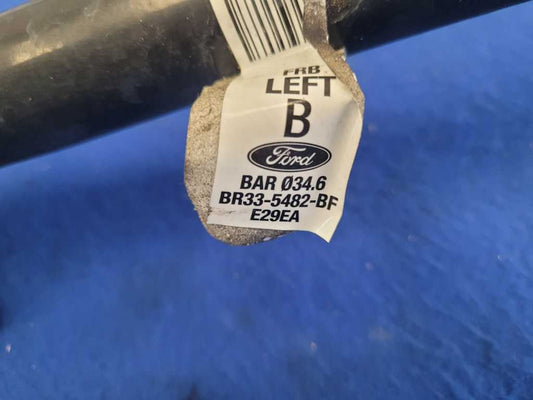 FRB
LEFT
B
Ford
BAR Ø34.6
BR33-5482-BF
E29EA